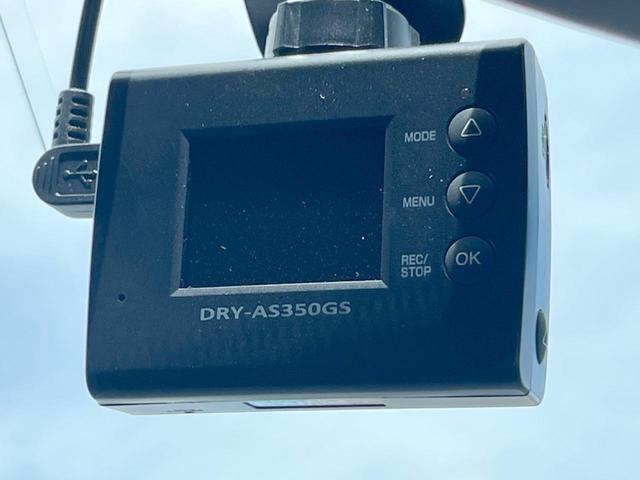 MODE
MENU
REC/
STOP
OK
DRY-AS350GS